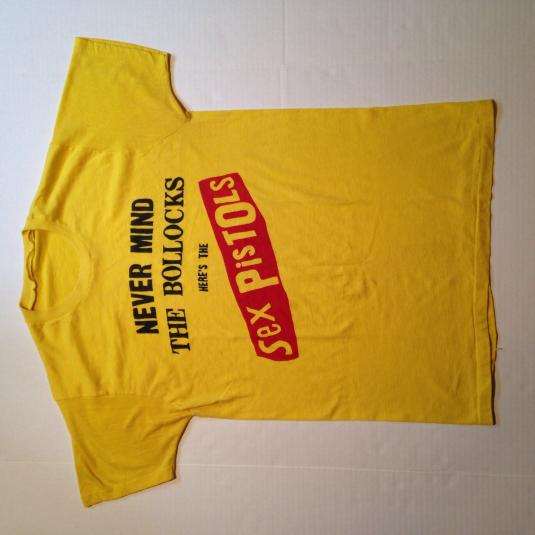 NEVER MIND
THE BOLLOCKS
HERE'S THE
Sex PisTOLs